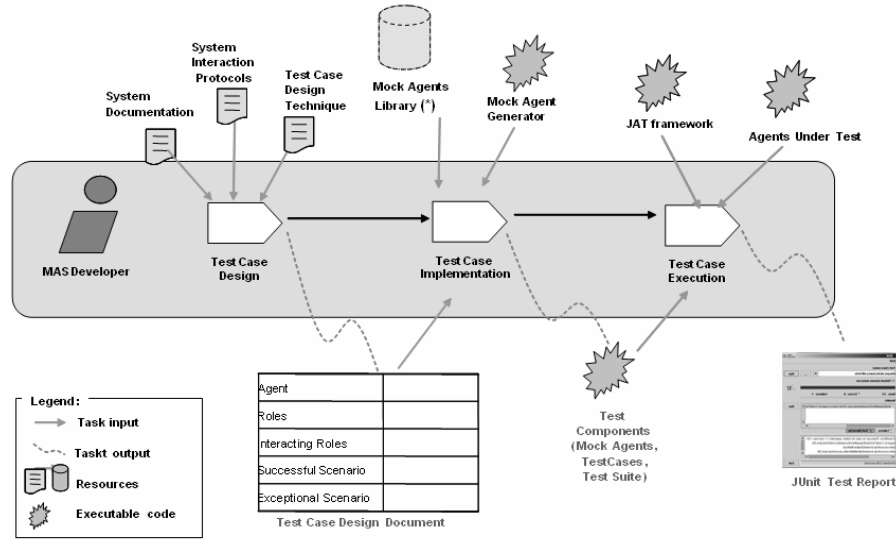 System
Interaction
Protocols
System
Documentation
Test Case
Design
Technique
Mock Agents
Library (*)
Mock Agent
Generator
JAT framework
Agents Under Test
MAS Developer
Test Case
Design
Test Case
Implementation
Test Case
Execution
Legend:
Task input
Taskt output
Resources
Executable code
Agent
Roles
Interacting Roles
Successful Scenario
Exceptional Scenario
Test Case Design Document
Test
Components
(Mock Agents,
TestCases,
Test Suite)
JUnit Test Report